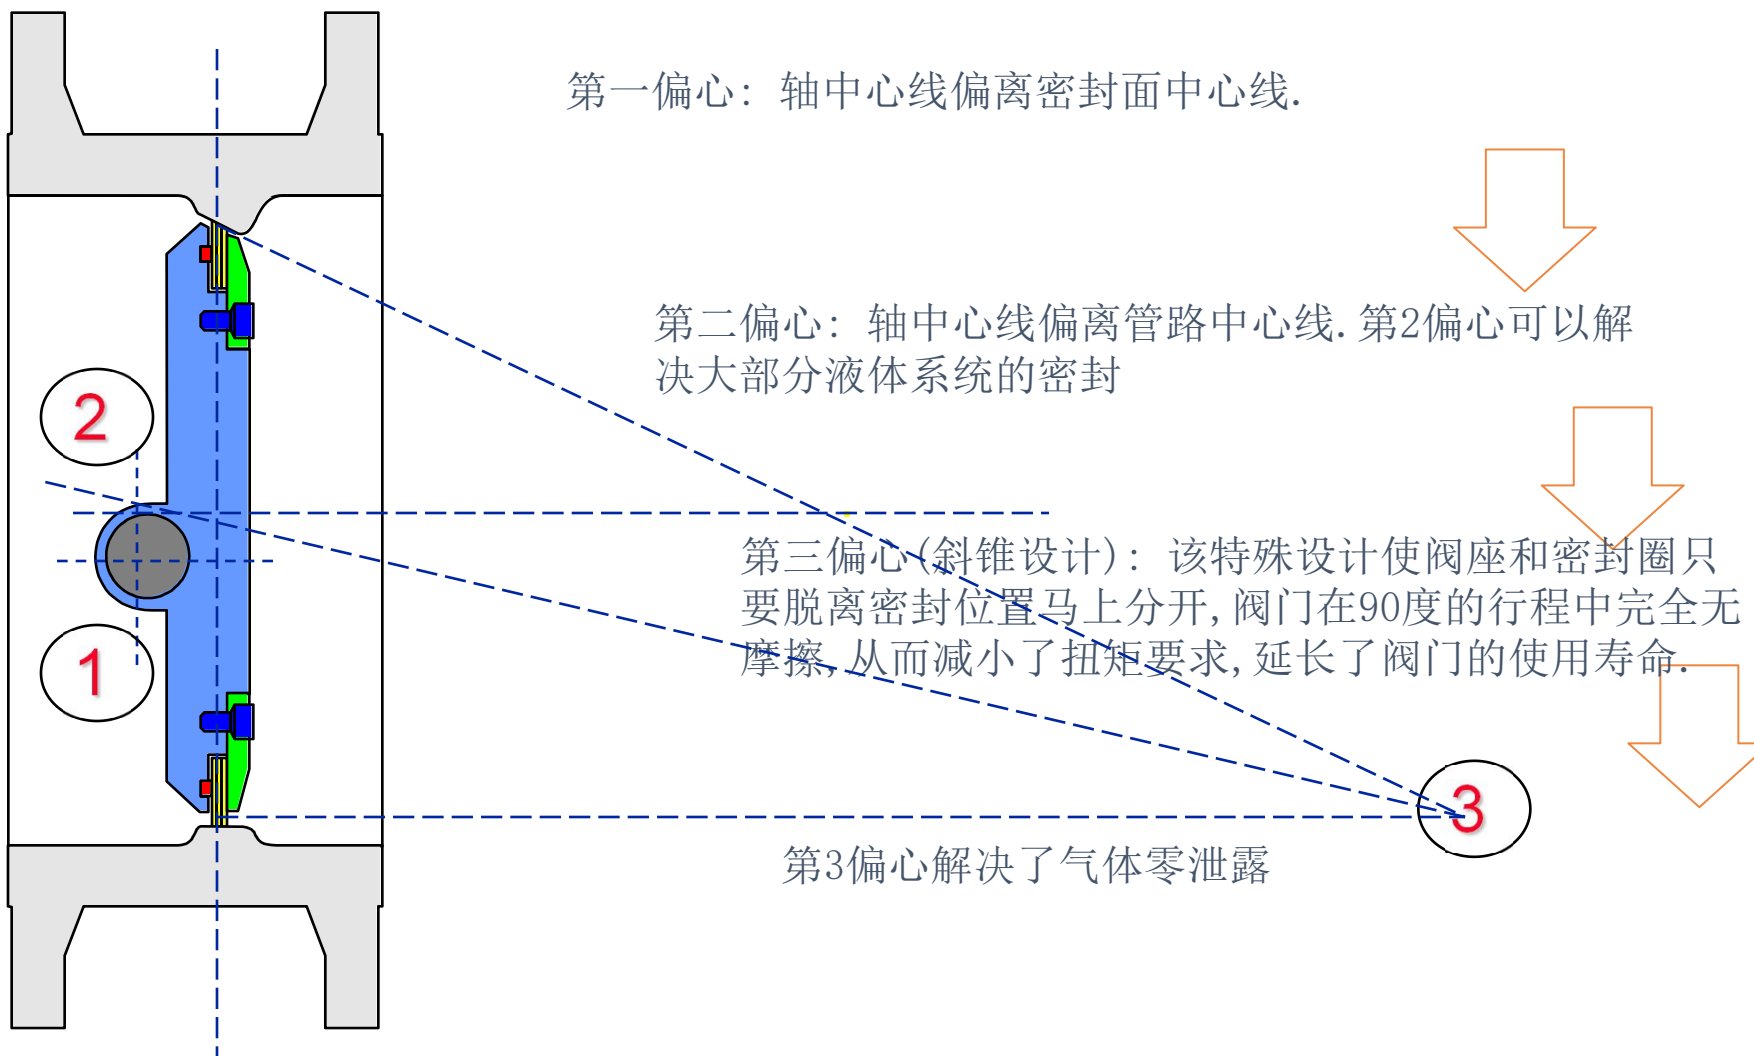 第一偏心: 轴中心线偏离密封面中心线.
第二偏心: 轴中心线偏离管路中心线.第2偏心可以解
决大部分液体系统的密封
2
第三偏心(斜锥设计): 该特殊设计使阀座和密封圈只
要脱离密封位置马上分开,阀门在90度的行程中完全无
摩擦,从而减小了扭矩要求,延长了阀门的使用寿命.
1
3
第3偏心解决了气体零泄露